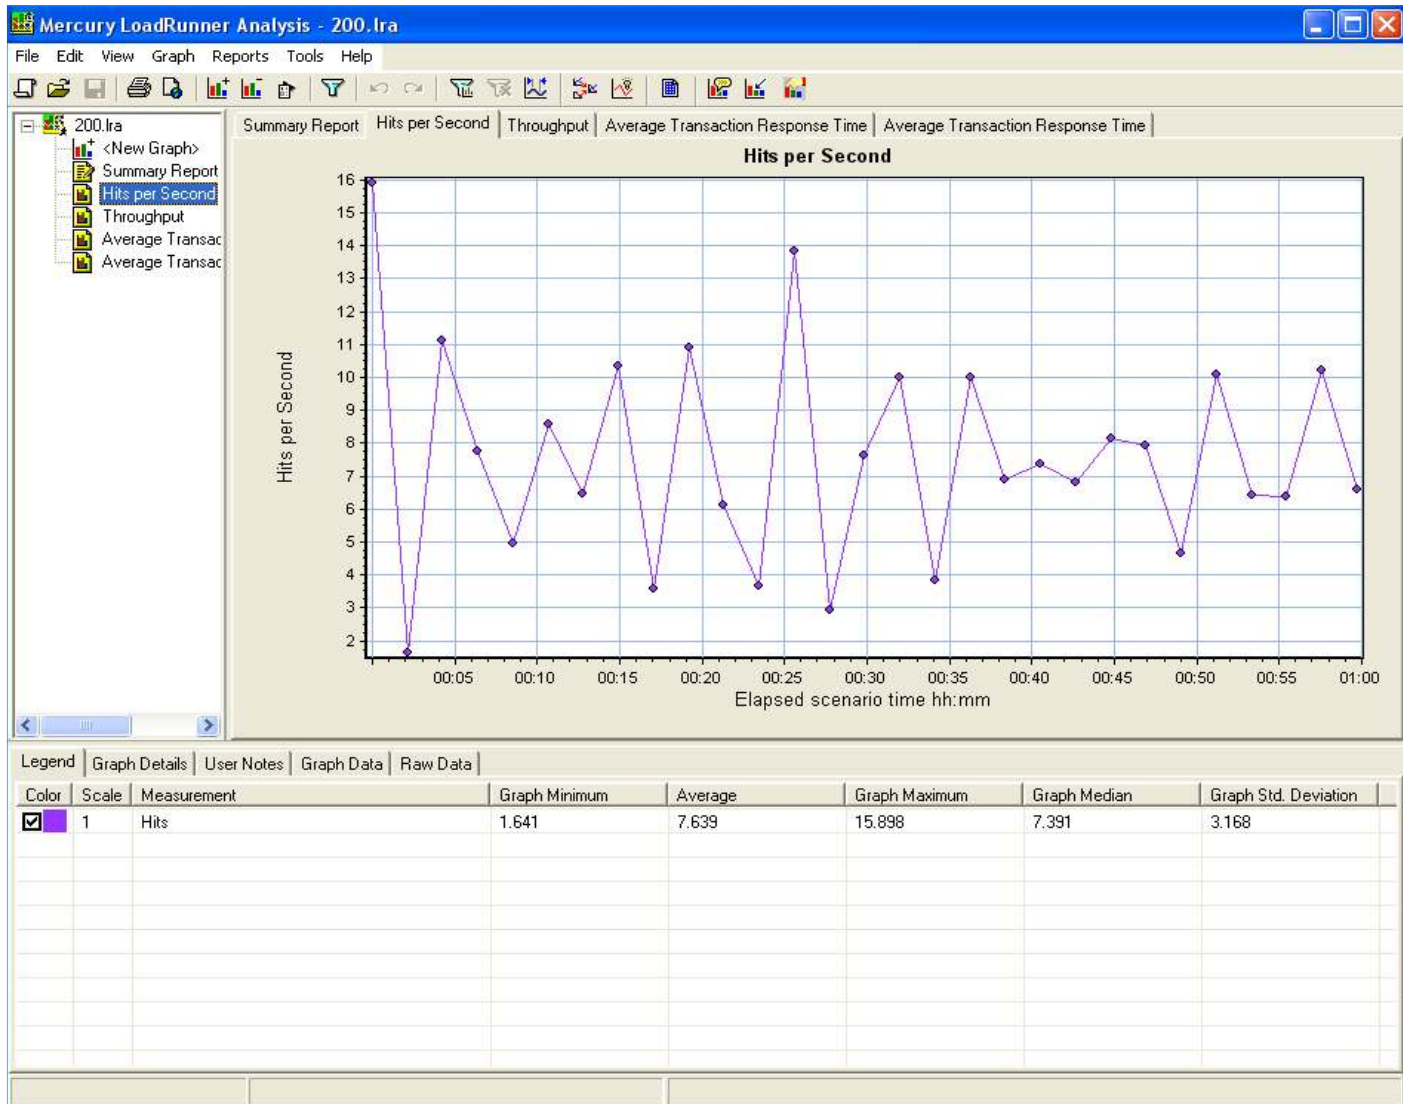 Mercury LoadRunner Analysis - 200.lra
File Edit View Graph Reports Tools Help
200.lra
<New Graph>
Summary Report
Hits per Second
Throughput
Average Transac
Average Transac
Summary Report Hits per Second Throughput Average Transaction Response Time Average Transaction Response Time
Hits per Second
Hits per Second
16
15
14
13
12
11
10
9
8
7
6
5
4
3
2
00:05 00:10 00:15 00:20 00:25 00:30 00:35 00:40 00:45 00:50 00:55 01:00
Elapsed scenario time hh:mm
Legend Graph Details User Notes Graph Data Raw Data
Color Scale Measurement Graph Minimum Average Graph Maximum Graph Median Graph Std. Deviation
1 Hits 1.641 7.639 15.898 7.391 3.168